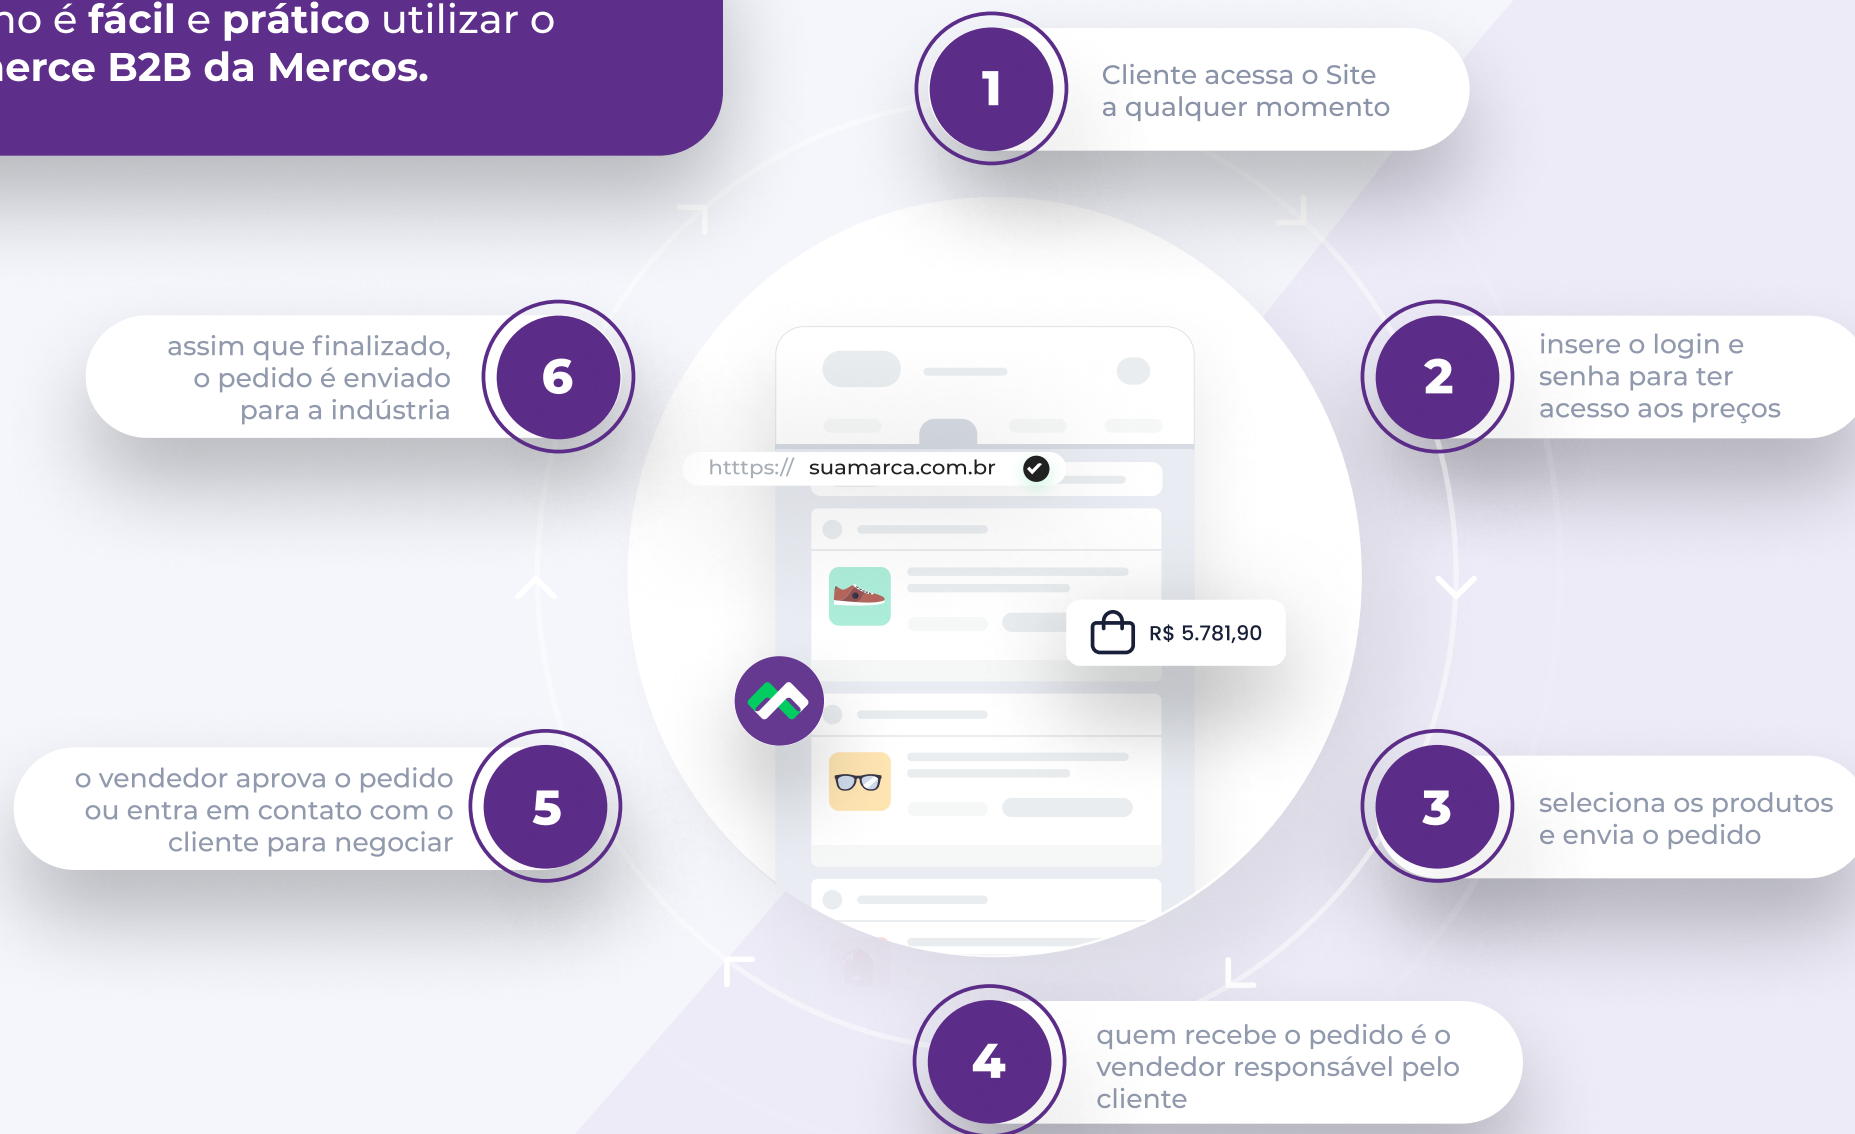 no é fácil e prático utilizar o
erce B2B da Mercos.
1
Cliente acessa o Site
a qualquer momento
2
insere o login e
senha para ter
acesso aos preços
3
seleciona os produtos
e envia o pedido
4
quem recebe o pedido é o
vendedor responsável pelo
cliente
5
o vendedor aprova o pedido
ou entra em contato com o
cliente para negociar
6
assim que finalizado,
o pedido é enviado
para a indústria
htttps:// suamarca.com.br
R$ 5.781,90